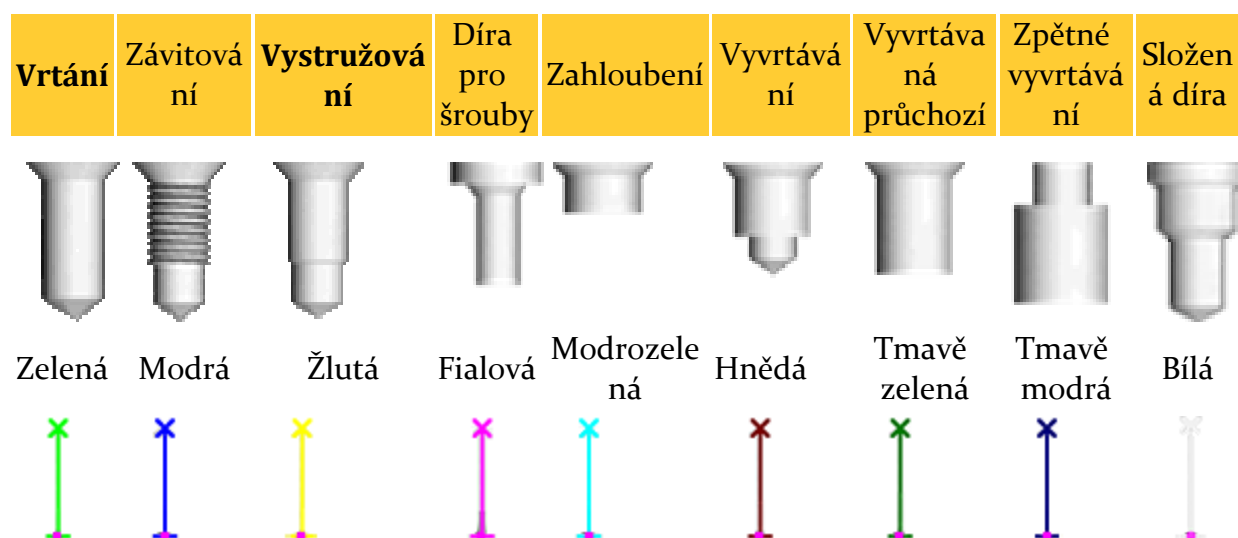 Vrtání
Závitová
ní
Vystružová
ní
Díra
pro
šrouby
Zahloubení
Vyvrtává
ní
Vyvrtáva
ná
průchozí
Zpětné
vyvrtává
ní
Složen
á díra
Zelená
Modrá
Žlutá
Fialová
Modrozele
ná
Hnědá
Tmavě
zelená
Tmavě
modrá
Bílá